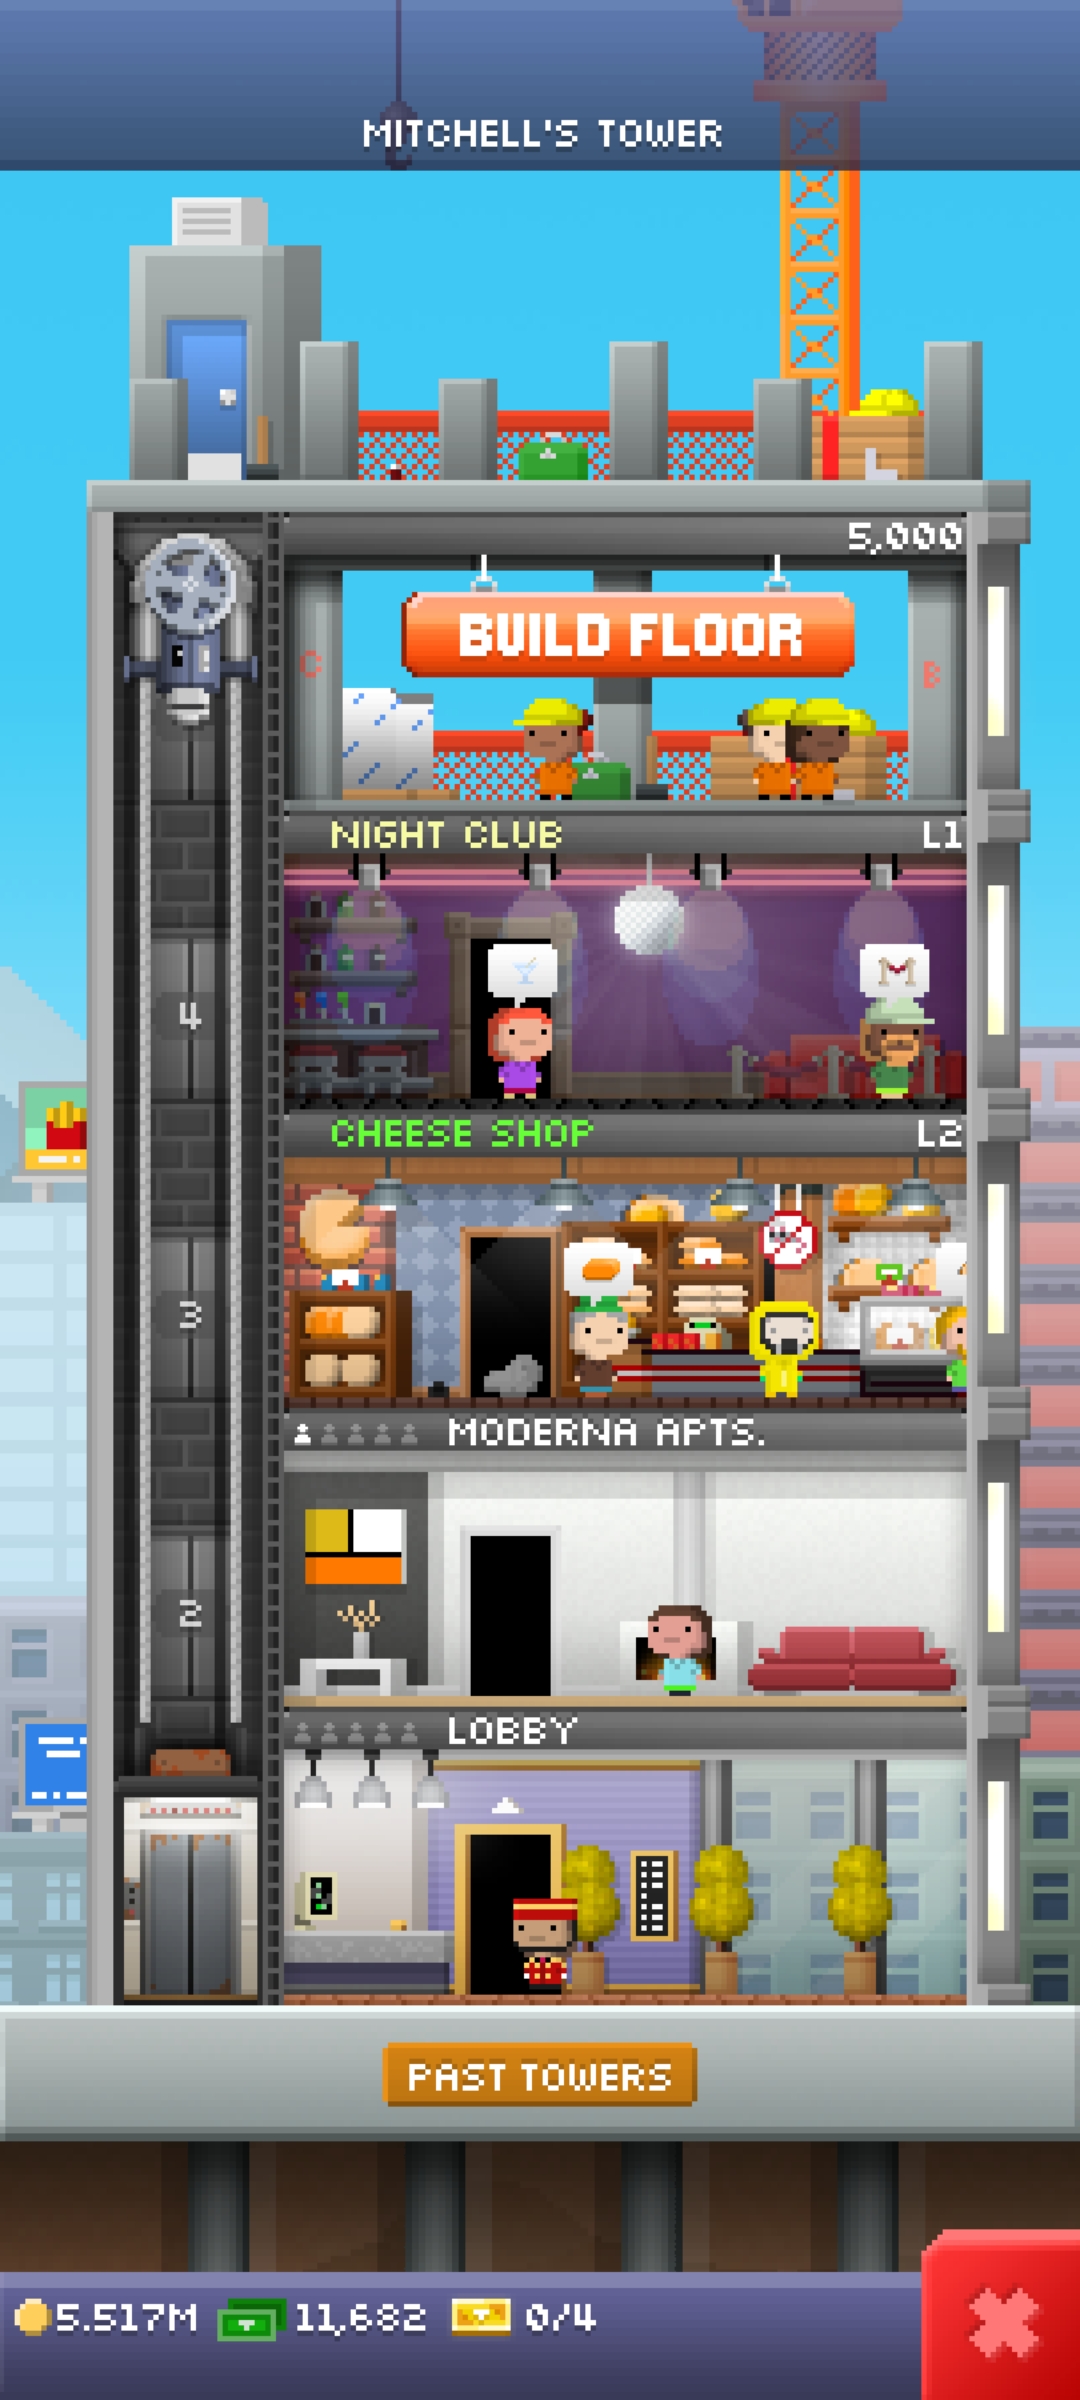 MITCHELL'S TOWER
5,000
BUILD FLOOR
C
B
NIGHT CLUB L1
4
CHEESE SHOP L2
3
MODERNA APTS.
2
LOBBY
PAST TOWERS
5.517M 11,682 0/4